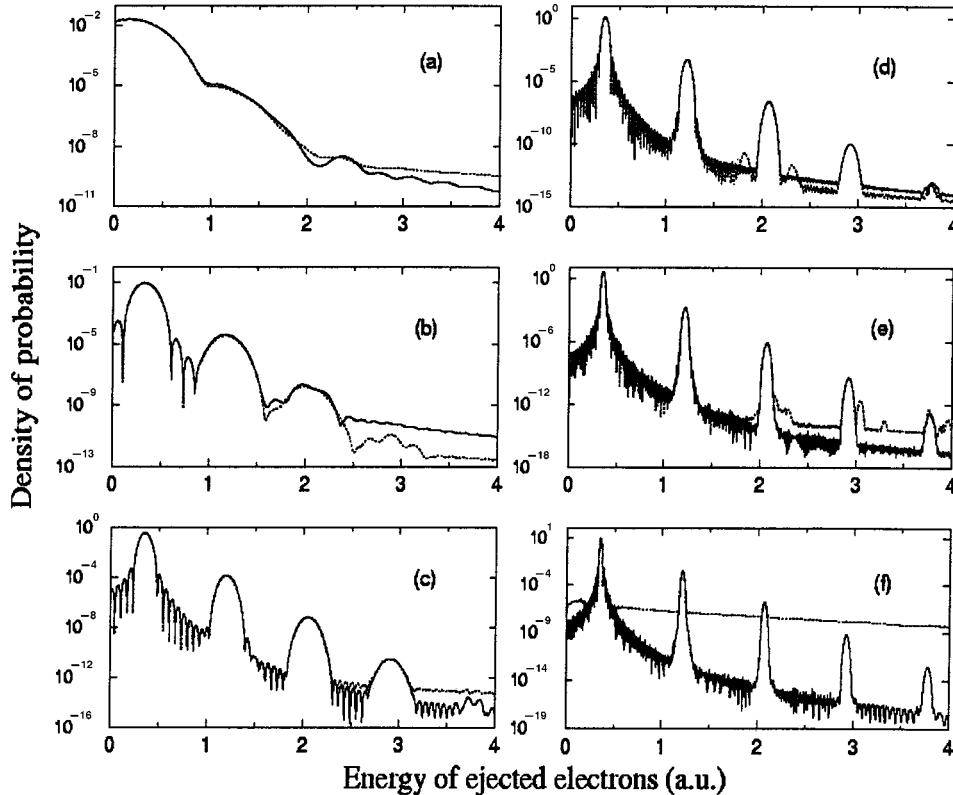 Density of probability
10^-2
10^-5
10^-8
10^-11
(a)
0 1 2 3 4
10^0
10^-5
10^-10
10^-15
(d)
0 1 2 3 4
10^-1
10^-5
10^-9
10^-13
(b)
0 1 2 3 4
10^0
10^-6
10^-12
10^-18
(e)
0 1 2 3 4
10^0
10^-4
10^-8
10^-12
10^-16
(c)
0 1 2 3 4
10^1
10^-4
10^-9
10^-14
10^-19
(f)
0 1 2 3 4
Energy of ejected electrons (a.u.)